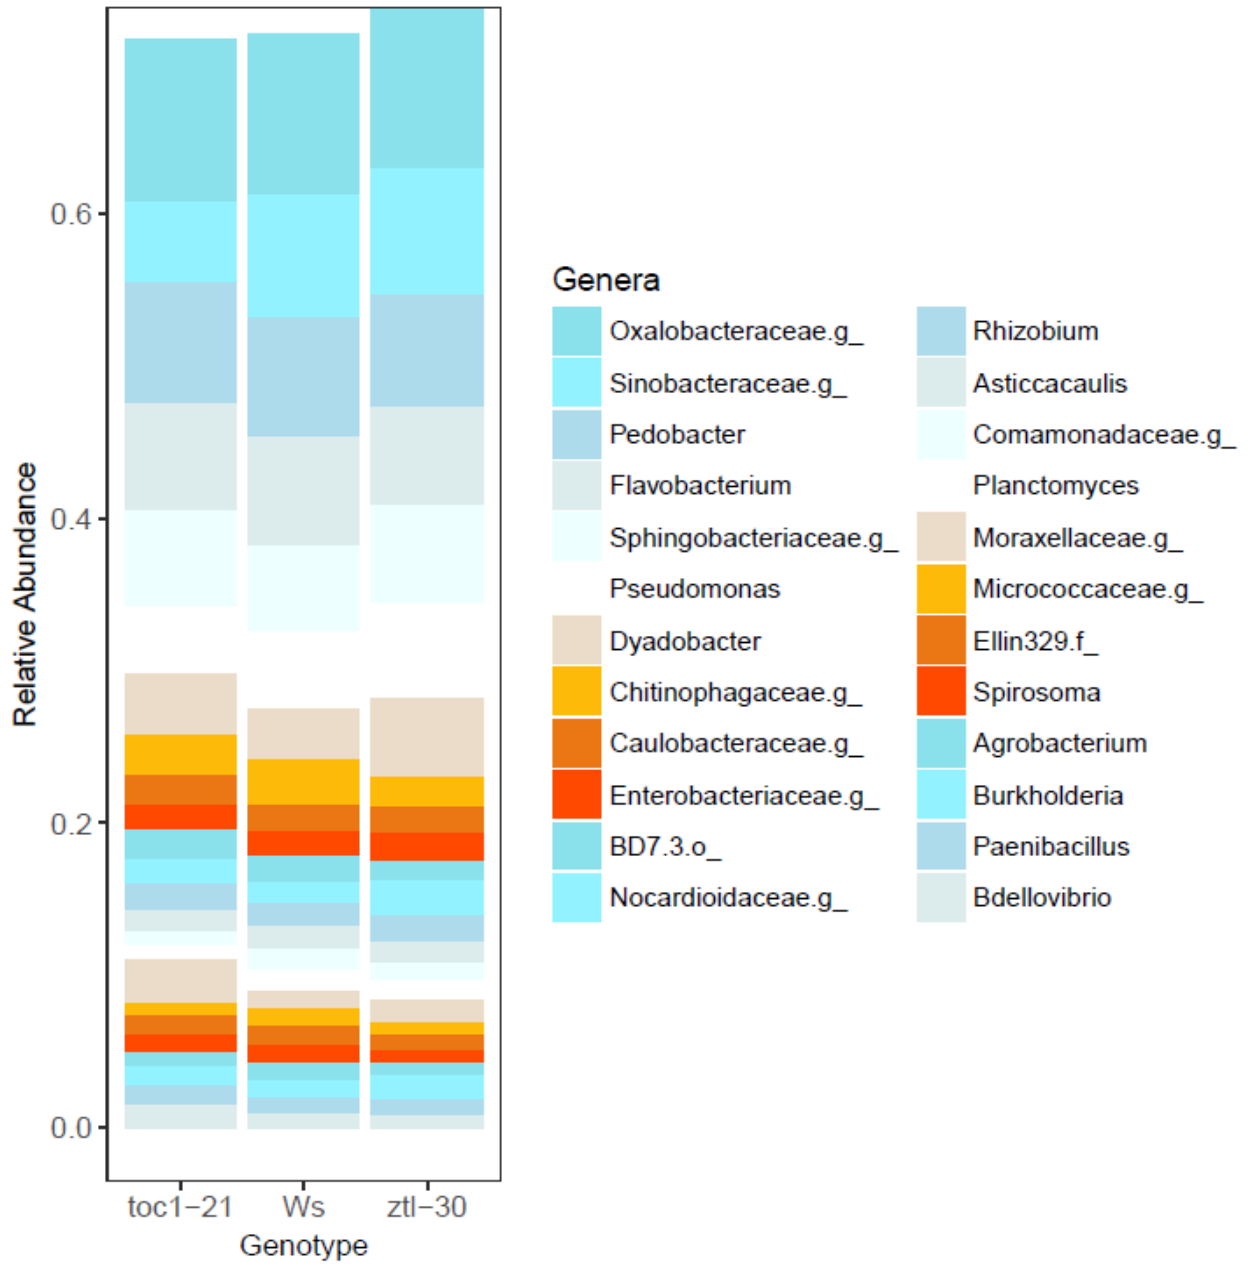 0.6
0.4
0.2
0.0
Relative Abundance
toc1−21
Ws
ztl−30
Genotype
Genera
Oxalobacteraceae.g_
Sinobacteraceae.g_
Pedobacter
Flavobacterium
Sphingobacteriaceae.g_
Pseudomonas
Dyadobacter
Chitinophagaceae.g_
Caulobacteraceae.g_
Enterobacteriaceae.g_
BD7.3.o_
Nocardioidaceae.g_
Rhizobium
Asticcacaulis
Comamonadaceae.g_
Planctomyces
Moraxellaceae.g_
Micrococcaceae.g_
Ellin329.f_
Spirosoma
Agrobacterium
Burkholderia
Paenibacillus
Bdellovibrio